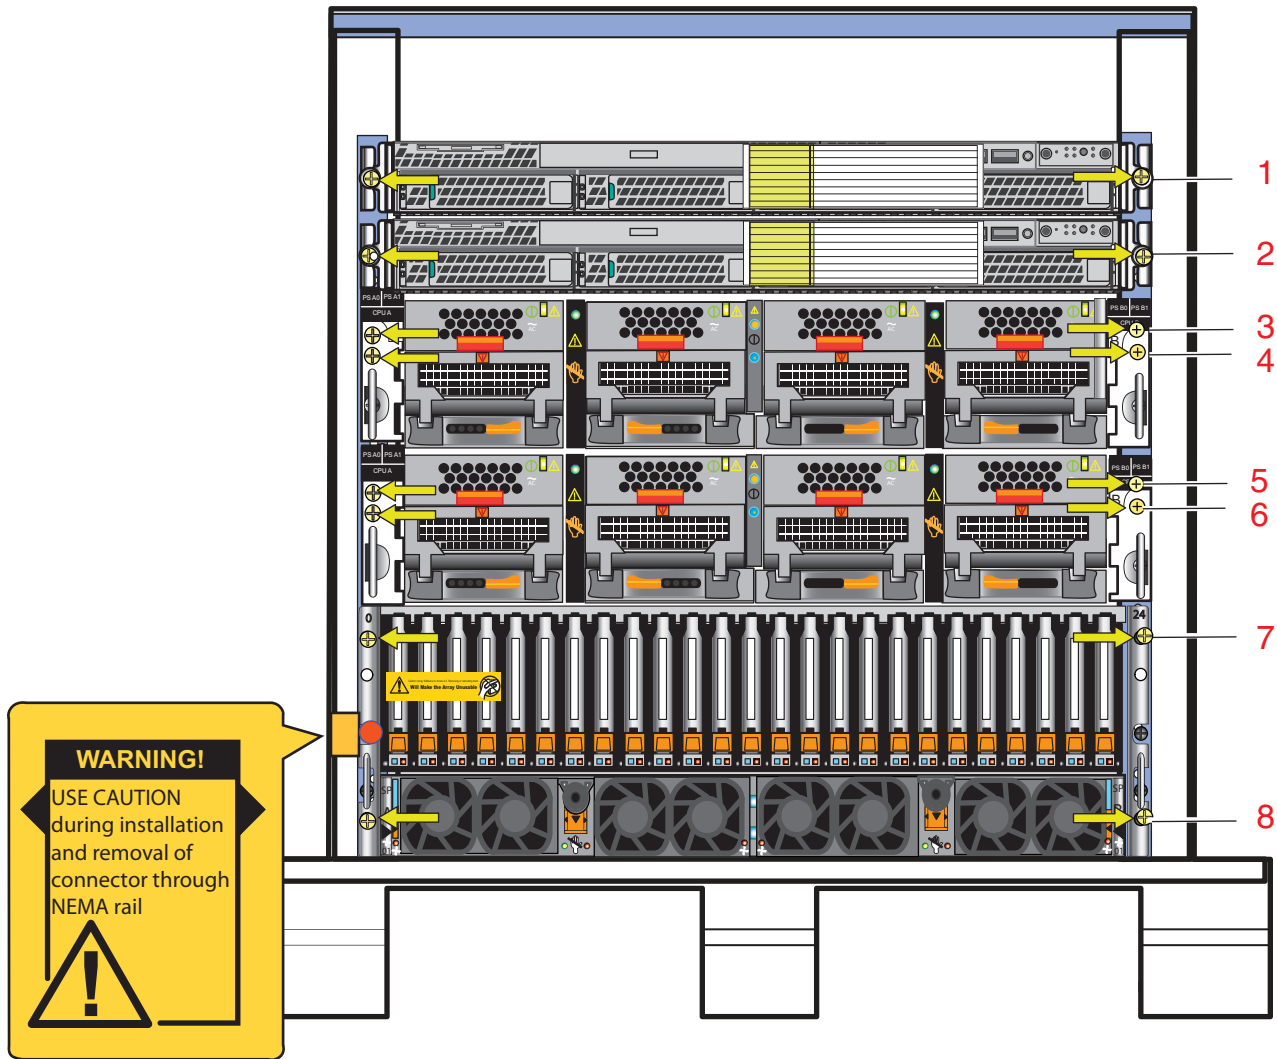 1
2
PS A0 PS A1
CPU A
PS B0 PS B1
3
4
PS A0 PS A1
CPU A
PS B0 PS B1
5
6
0
24
7
Will Make the Array Unusable
WARNING!
USE CAUTION
during installation
and removal of
connector through
NEMA rail
!
SP
SP
8